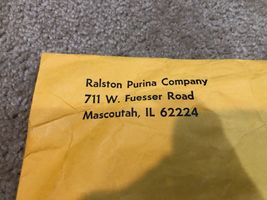 Ralston Purina Company
711 W. Fuesser Road
Mascoutah, IL 62224